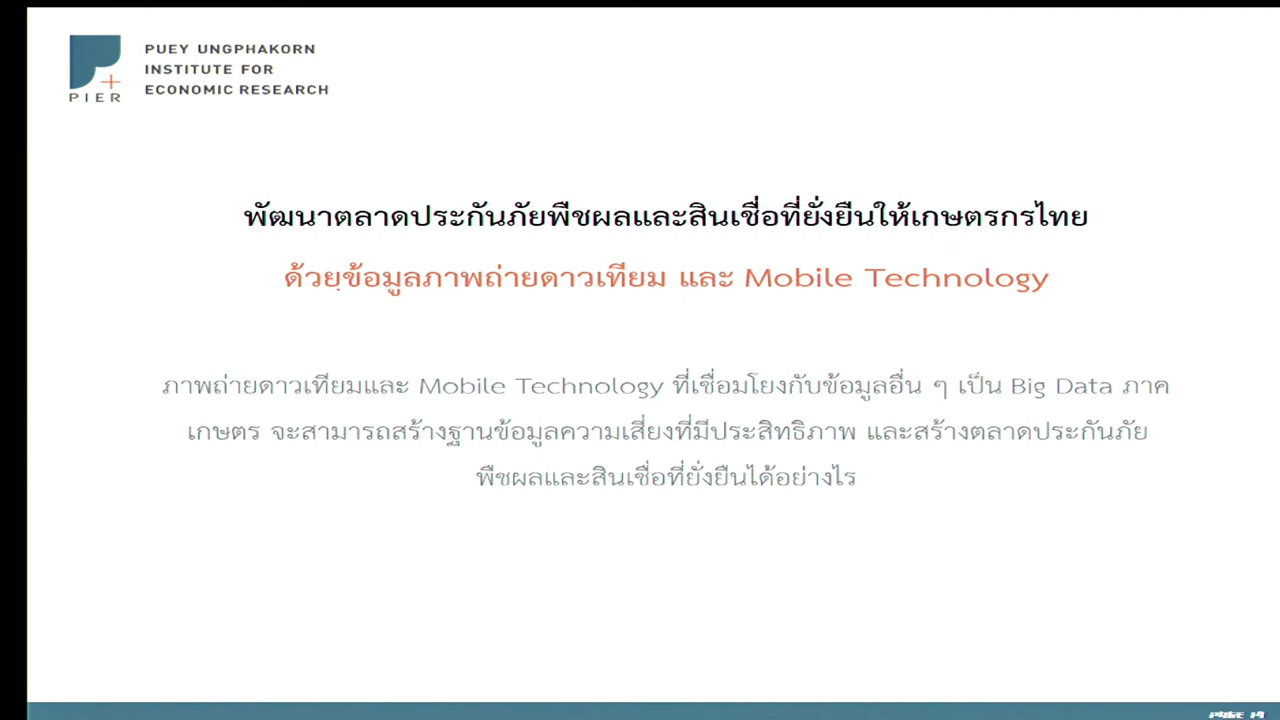 PUEY UNGPHAKORN
INSTITUTE FOR
ECONOMIC RESEARCH
PIER
พัฒนาตลาดประกันภัยพืชผลและสินเชื่อที่ยั่งยืนให้เกษตรกรไทย
ด้วยข้อมูลภาพถ่ายดาวเทียม และ Mobile Technology
ภาพถ่ายดาวเทียมและ Mobile Technology ที่เชื่อมโยงกับข้อมูลอื่น ๆ เป็น Big Data ภาค
เกษตร จะสามารถสร้างฐานข้อมูลความเสี่ยงที่มีประสิทธิภาพ และสร้างตลาดประกันภัย
พืชผลและสินเชื่อที่ยั่งยืนได้อย่างไร